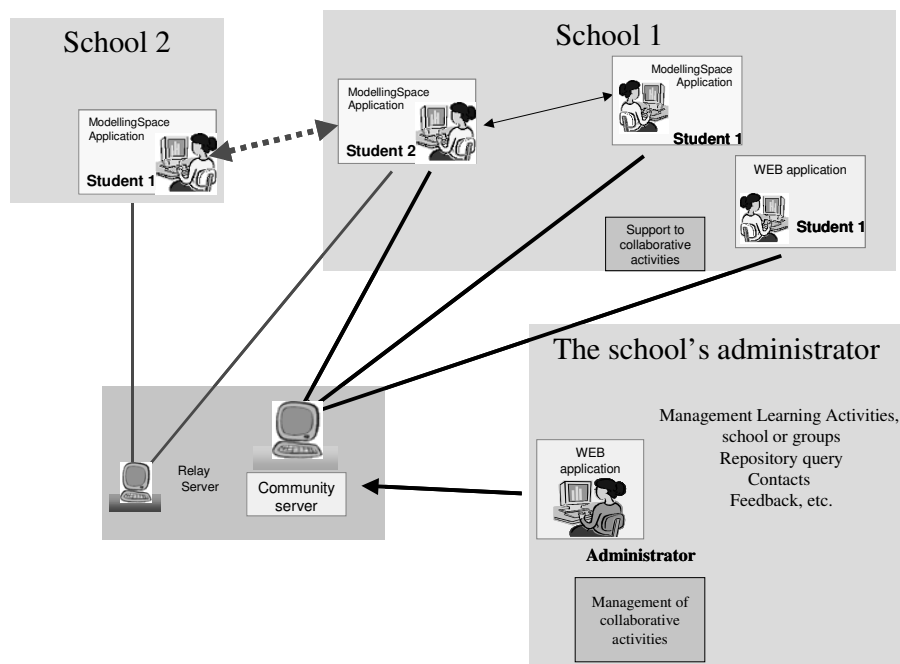 School 2
ModellingSpace
Application
Student 1
School 1
ModellingSpace
Application
Student 2
ModellingSpace
Application
Student 1
WEB application
Student 1
Support to
collaborative
activities
Relay
Server
Community
server
The school's administrator
Management Learning Activities,
school or groups
Repository query
Contacts
Feedback, etc.
WEB
application
Administrator
Management of
collaborative
activities